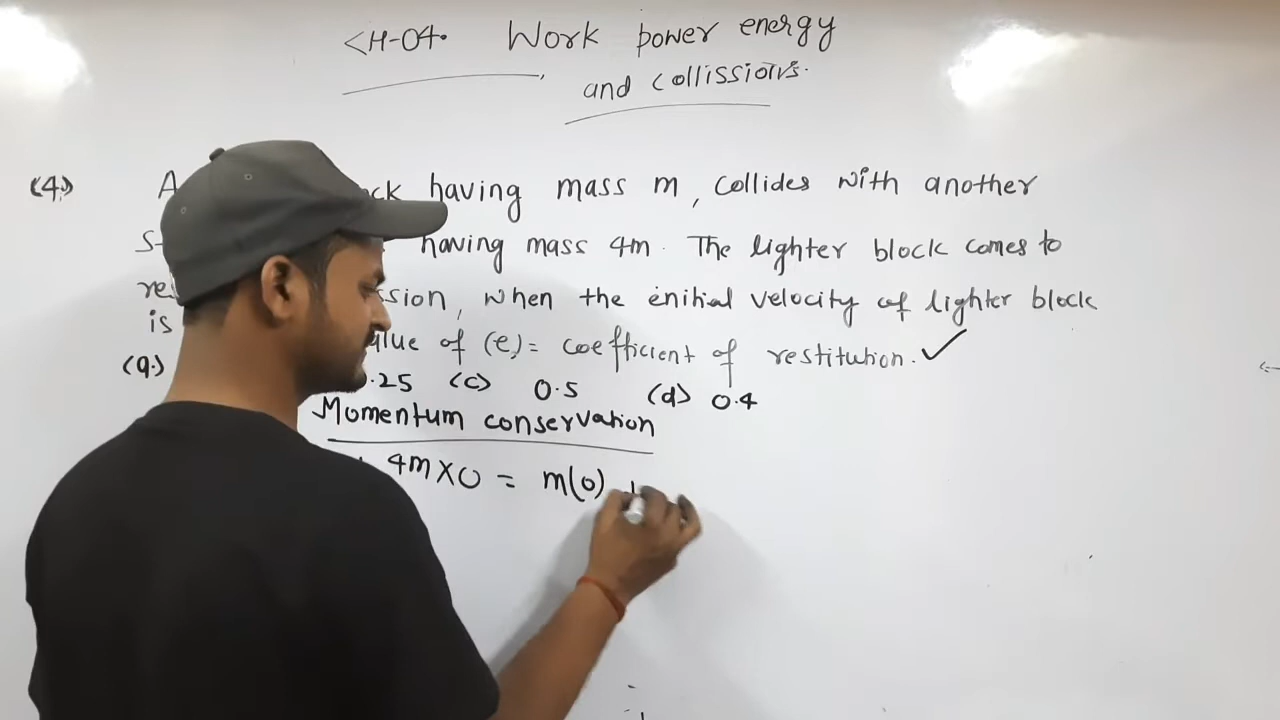 CH-04. Work power energy
and collissions.
(4.) A ck having mass m, collides with another
S having mass 4m. The lighter block comes to
re sion, when the enitial velocity of lighter block
is alue of (e) = coefficient of restitution. ✓
(a.) .25 (c) 0.5 (d) 0.4
Momentum conservation
4m×0 = m(0) +